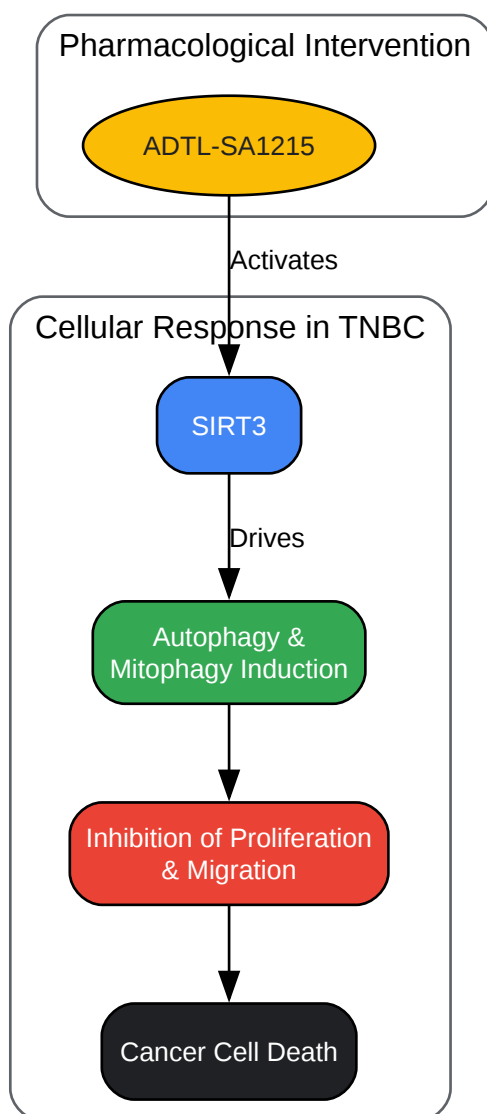 Pharmacological Intervention
ADTL-SA1215
Activates
Cellular Response in TNBC
SIRT3
Drives
Autophagy &
Mitophagy Induction
Inhibition of Proliferation
& Migration
Cancer Cell Death